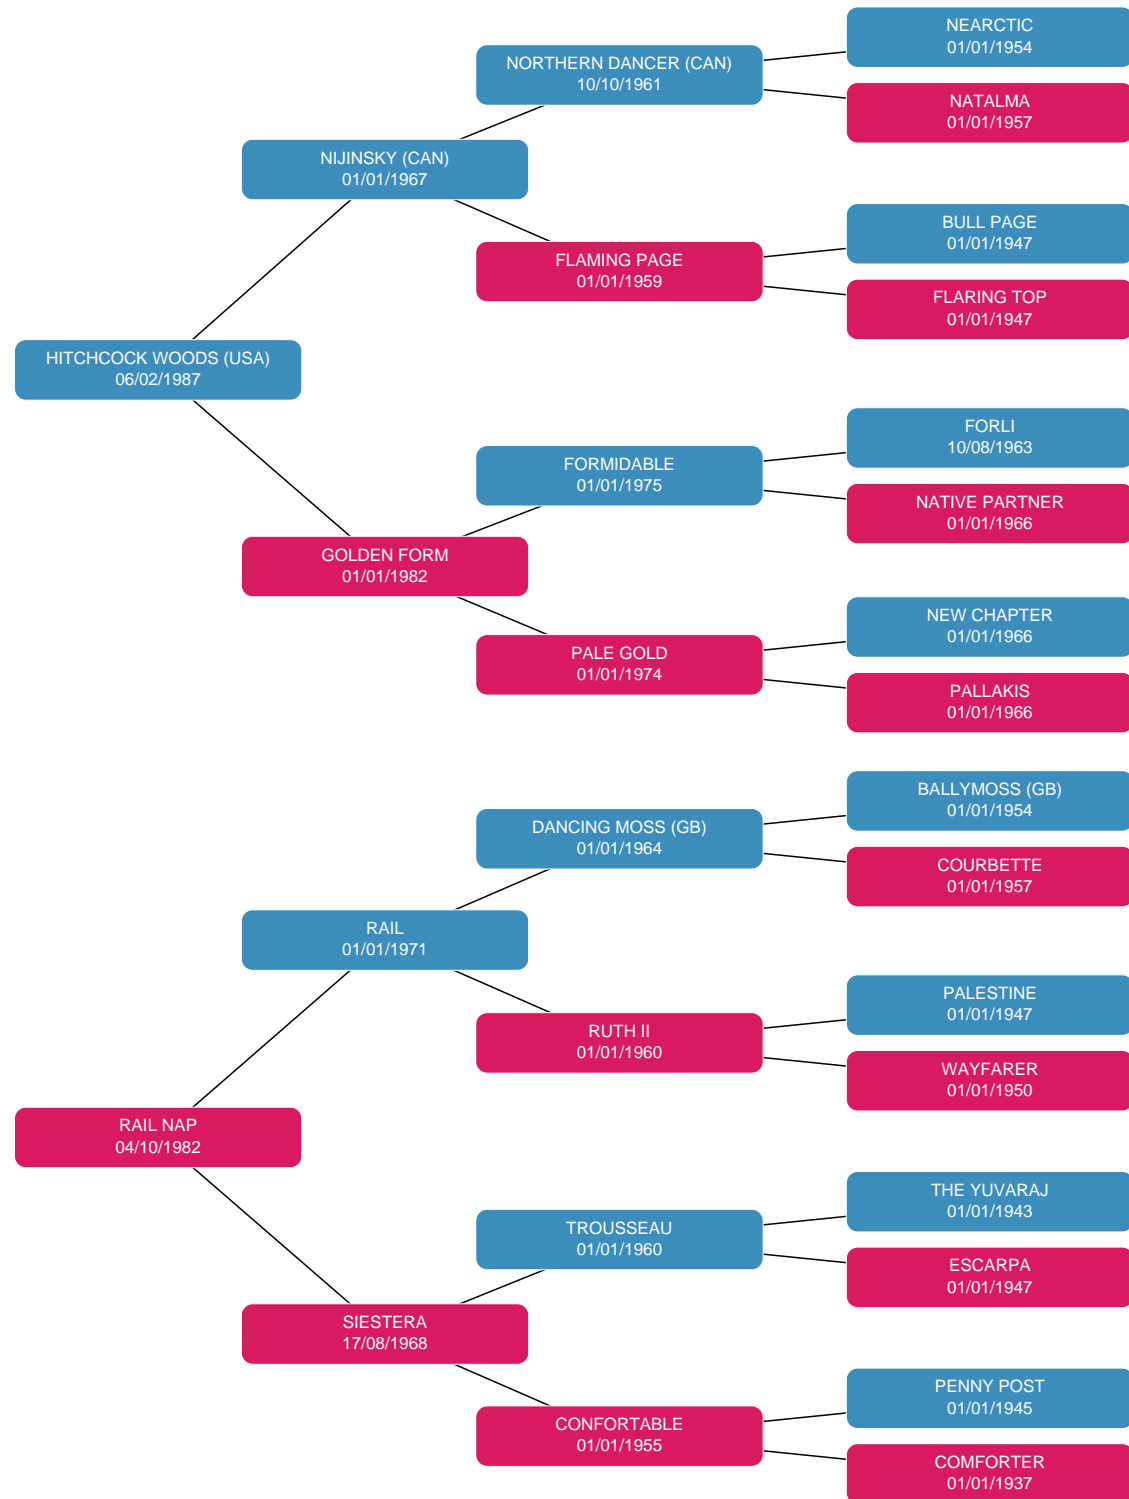 NEARCTIC
01/01/1954
NORTHERN DANCER (CAN)
10/10/1961
NATALMA
01/01/1957
NIJINSKY (CAN)
01/01/1967
BULL PAGE
01/01/1947
FLAMING PAGE
01/01/1959
FLARING TOP
01/01/1947
HITCHCOCK WOODS (USA)
06/02/1987
FORLI
10/08/1963
FORMIDABLE
01/01/1975
NATIVE PARTNER
01/01/1966
GOLDEN FORM
01/01/1982
NEW CHAPTER
01/01/1966
PALE GOLD
01/01/1974
PALLAKIS
01/01/1966
BALLYMOSS (GB)
01/01/1954
DANCING MOSS (GB)
01/01/1964
COURBETTE
01/01/1957
RAIL
01/01/1971
PALESTINE
01/01/1947
RUTH II
01/01/1960
WAYFARER
01/01/1950
RAIL NAP
04/10/1982
THE YUVARAJ
01/01/1943
TROUSSEAU
01/01/1960
ESCARPA
01/01/1947
SIESTERA
17/08/1968
PENNY POST
01/01/1945
CONFORTABLE
01/01/1955
COMFORTER
01/01/1937